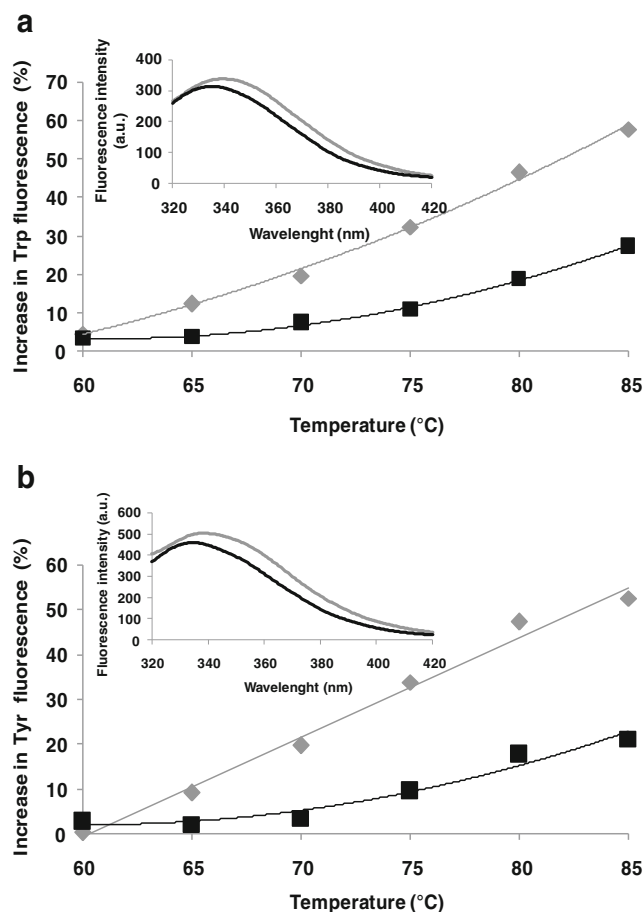 a
Increase in Trp fluorescence (%)
70
60
50
40
30
20
10
0
60 65 70 75 80 85
Temperature (°C)
Fluorescence intensity
(a.u.)
400
300
200
100
0
320 340 360 380 400 420
Wavelenght (nm)
b
Increase in Tyr fluorescence (%)
60
50
40
30
20
10
0
60 65 70 75 80 85
Temperature (°C)
Fluorescence intensity (a.u.)
600
500
400
300
200
100
0
320 340 360 380 400 420
Wavelenght (nm)